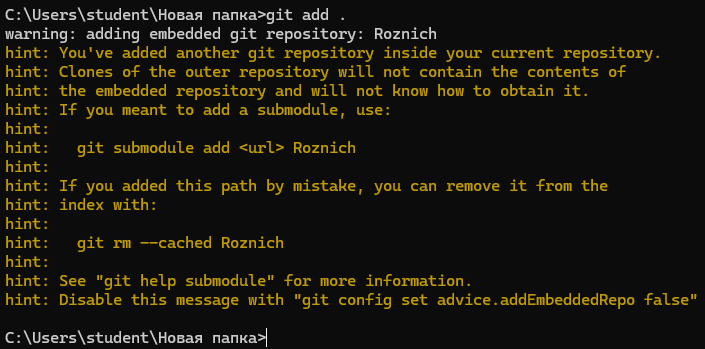 C:\Users\student\Новая папка>git add .
warning: adding embedded git repository: Roznich
hint: You've added another git repository inside your current repository.
hint: Clones of the outer repository will not contain the contents of
hint: the embedded repository and will not know how to obtain it.
hint: If you meant to add a submodule, use:
hint:
hint:   git submodule add <url> Roznich
hint:
hint: If you added this path by mistake, you can remove it from the
hint: index with:
hint:
hint:   git rm --cached Roznich
hint:
hint: See "git help submodule" for more information.
hint: Disable this message with "git config set advice.addEmbeddedRepo false"
C:\Users\student\Новая папка>